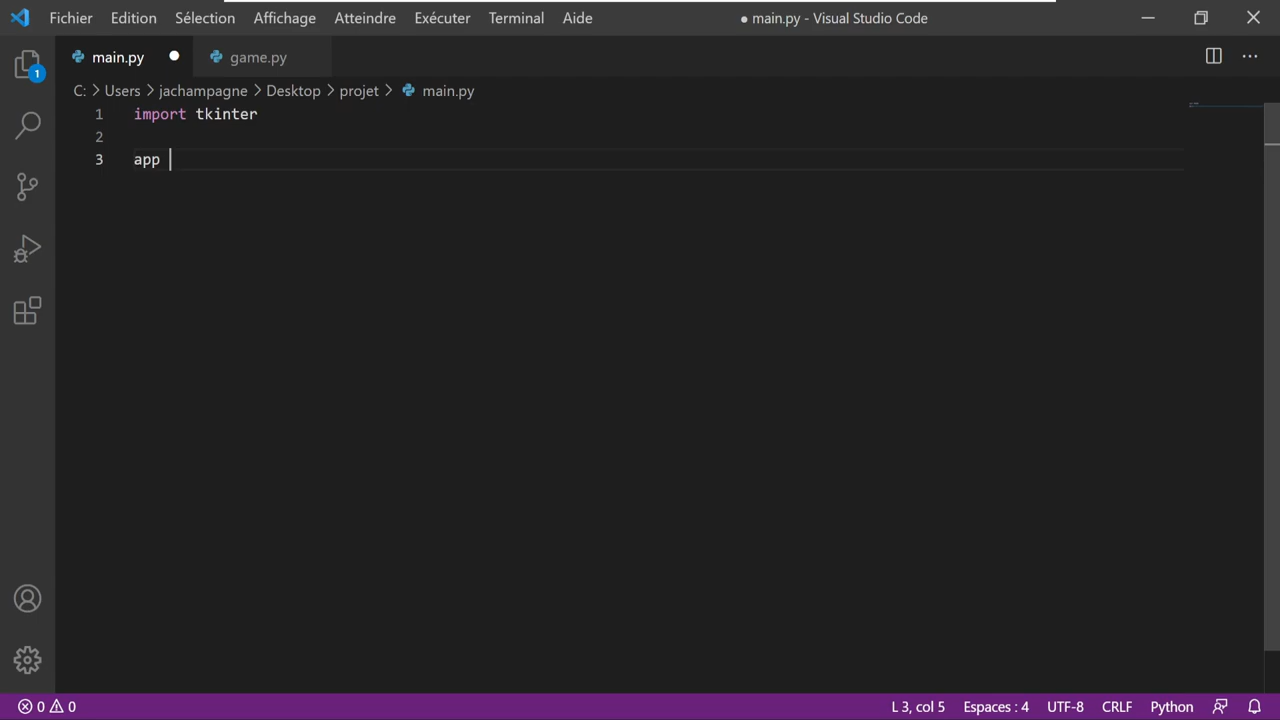 Fichier Edition Sélection Affichage Atteindre Exécuter Terminal Aide ● main.py - Visual Studio Code
main.py ● game.py
C: > Users > jachampagne > Desktop > projet > main.py
1 import tkinter
2
3 app
1
0 0 L 3, col 5 Espaces : 4 UTF-8 CRLF Python